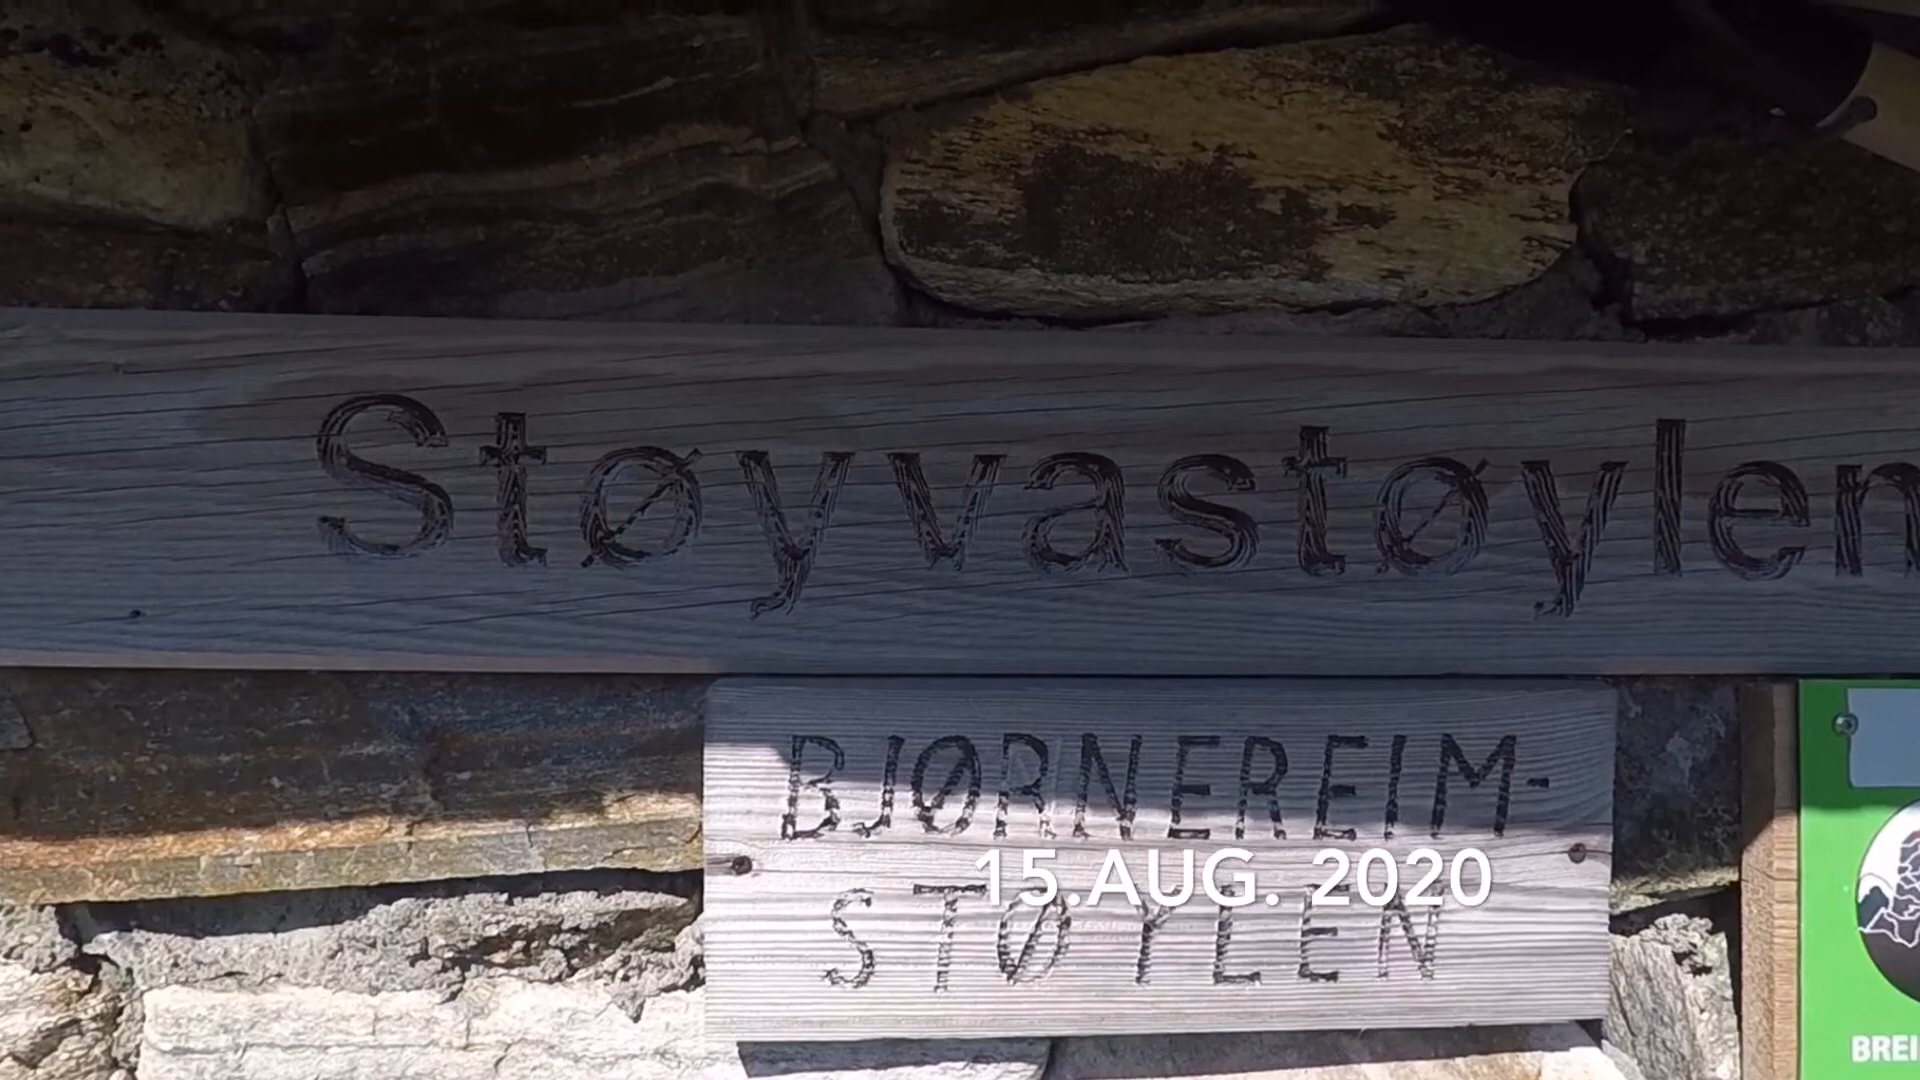 Støyvastøylen
BJØRNEREIM-
15.AUG. 2020
STØYLEN
BREI